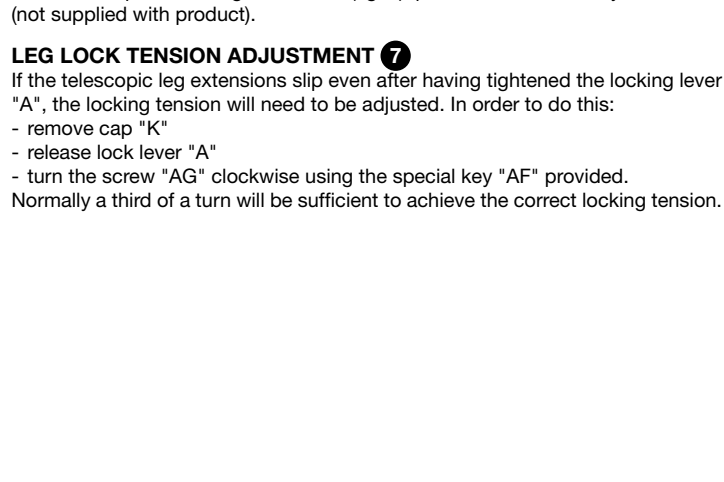 (not supplied with product).
LEG LOCK TENSION ADJUSTMENT 7
If the telescopic leg extensions slip even after having tightened the locking lever
"A", the locking tension will need to be adjusted. In order to do this:
- remove cap "K"
- release lock lever "A"
- turn the screw "AG" clockwise using the special key "AF" provided.
Normally a third of a turn will be sufficient to achieve the correct locking tension.